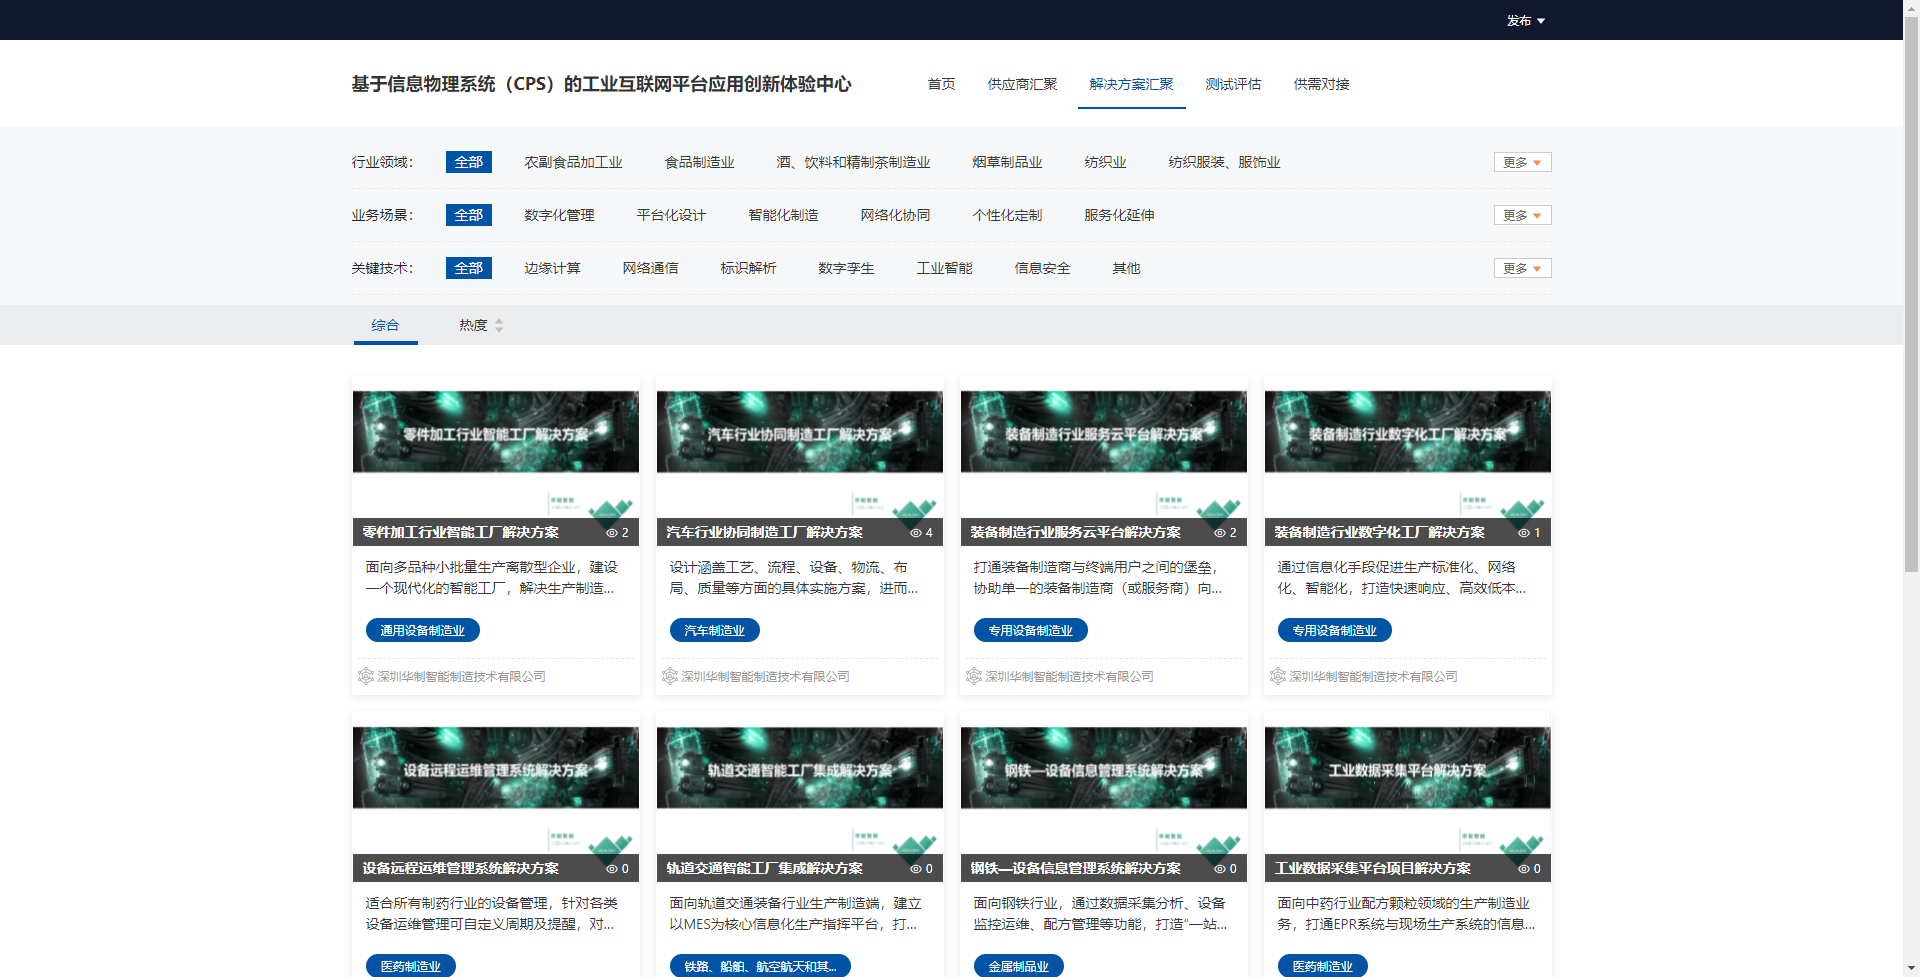 发布
基于信息物理系统（CPS）的工业互联网平台应用创新体验中心 首页 供应商汇聚 解决方案汇聚 测试评估 供需对接
行业领域： 全部 农副食品加工业 食品制造业 酒、饮料和精制茶制造业 烟草制品业 纺织业 纺织服装、服饰业 更多
业务场景： 全部 数字化管理 平台化设计 智能化制造 网络化协同 个性化定制 服务化延伸 更多
关键技术： 全部 边缘计算 网络通信 标识解析 数字孪生 工业智能 信息安全 其他 更多
综合 热度
零件加工行业智能工厂解决方案
零件加工行业智能工厂解决方案 2
面向多品种小批量生产离散型企业，建设
一个现代化的智能工厂，解决生产制造...
通用设备制造业
深圳华制智能制造技术有限公司
汽车行业协同制造工厂解决方案
汽车行业协同制造工厂解决方案 4
设计涵盖工艺、流程、设备、物流、布
局、质量等方面的具体实施方案，进而...
汽车制造业
深圳华制智能制造技术有限公司
装备制造行业服务云平台解决方案
装备制造行业服务云平台解决方案 2
打通装备制造商与终端用户之间的堡垒，
协助单一的装备制造商（或服务商）向...
专用设备制造业
深圳华制智能制造技术有限公司
装备制造行业数字化工厂解决方案
装备制造行业数字化工厂解决方案 1
通过信息化手段促进生产标准化、网络
化、智能化，打造快速响应、高效低本...
专用设备制造业
深圳华制智能制造技术有限公司
设备远程运维管理系统解决方案
设备远程运维管理系统解决方案 0
适合所有制药行业的设备管理，针对各类
设备运维管理可自定义周期及提醒，对...
医药制造业
轨道交通智能工厂集成解决方案
轨道交通智能工厂集成解决方案 0
面向轨道交通装备行业生产制造端，建立
以MES为核心信息化生产指挥平台，打...
铁路、船舶、航空航天和其...
钢铁—设备信息管理系统解决方案
钢铁—设备信息管理系统解决方案 0
面向钢铁行业，通过数据采集分析、设备
监控运维、配方管理等功能，打造“一站...
金属制品业
工业数据采集平台解决方案
工业数据采集平台项目解决方案 0
面向中药行业配方颗粒领域的生产制造业
务，打通EPR系统与现场生产系统的信息...
医药制造业